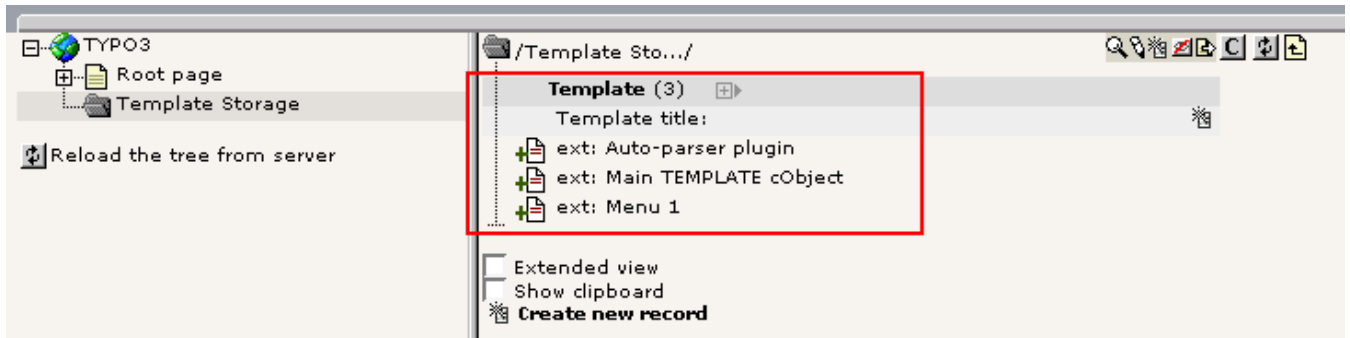 TYPO3
Root page
Template Storage
Reload the tree from server
/Template Sto.../
C
Template (3)
Template title:
ext: Auto-parser plugin
ext: Main TEMPLATE cObject
ext: Menu 1
Extended view
Show clipboard
Create new record